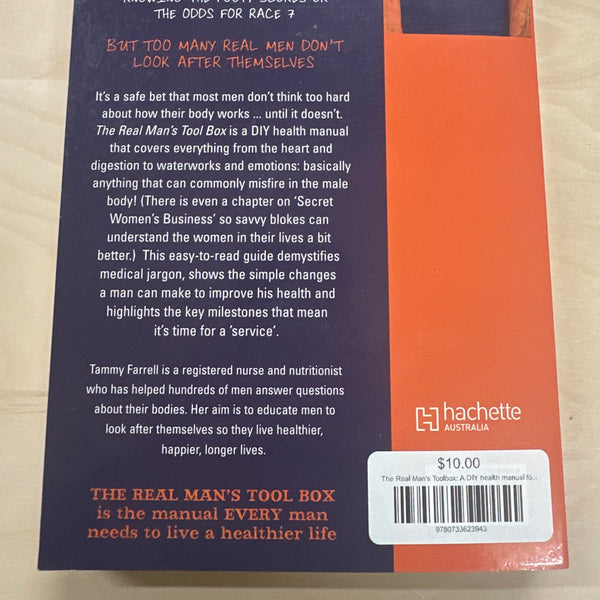 THE ODDS FOR RACE 7
BUT TOO MANY REAL MEN DON'T
LOOK AFTER THEMSELVES
It's a safe bet that most men don't think too hard
about how their body works ... until it doesn't.
The Real Man's Tool Box is a DIY health manual
that covers everything from the heart and
digestion to waterworks and emotions: basically
anything that can commonly misfire in the male
body! (There is even a chapter on 'Secret
Women's Business' so savvy blokes can
understand the women in their lives a bit
better.) This easy-to-read guide demystifies
medical jargon, shows the simple changes
a man can make to improve his health and
highlights the key milestones that mean
it's time for a 'service'.
Tammy Farrell is a registered nurse and nutritionist
who has helped hundreds of men answer questions
about their bodies. Her aim is to educate men to
look after themselves so they live healthier,
happier, longer lives.
THE REAL MAN'S TOOL BOX
is the manual EVERY man
needs to live a healthier life
hachette
AUSTRALIA
$10.00
The Real Man's Toolbox: A DIY health manual fo...
9780733623943